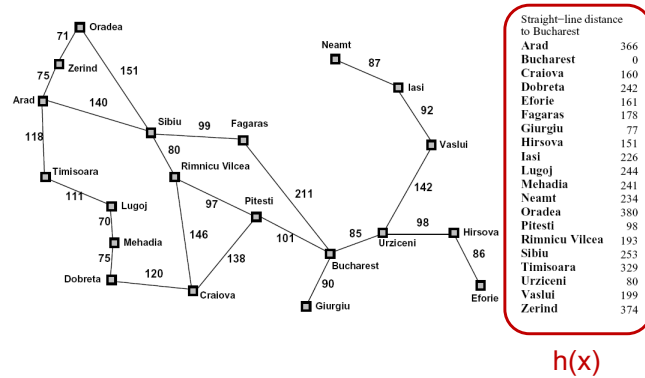 Oradea
71
Neamt
87
Zerind
75
151
Iasi
Arad
140
92
Sibiu
Fagaras
99
118
80
Vaslui
Timisoara
Rimnicu Vilcea
111
Lugoj
97
Pitesti
211
142
70
98
Hirsova
85
Mehadia
146
101
Urziceni
86
75
138
Bucharest
Dobreta
120
90
Craiova
Giurgiu
Eforie
Straight-line distance
to Bucharest
Arad 366
Bucharest 0
Craiova 160
Dobreta 242
Eforie 161
Fagaras 178
Giurgiu 77
Hirsova 151
Iasi 226
Lugoj 244
Mehadia 241
Neamt 234
Oradea 380
Pitesti 98
Rimnicu Vilcea 193
Sibiu 253
Timisoara 329
Urziceni 80
Vaslui 199
Zerind 374
h(x)